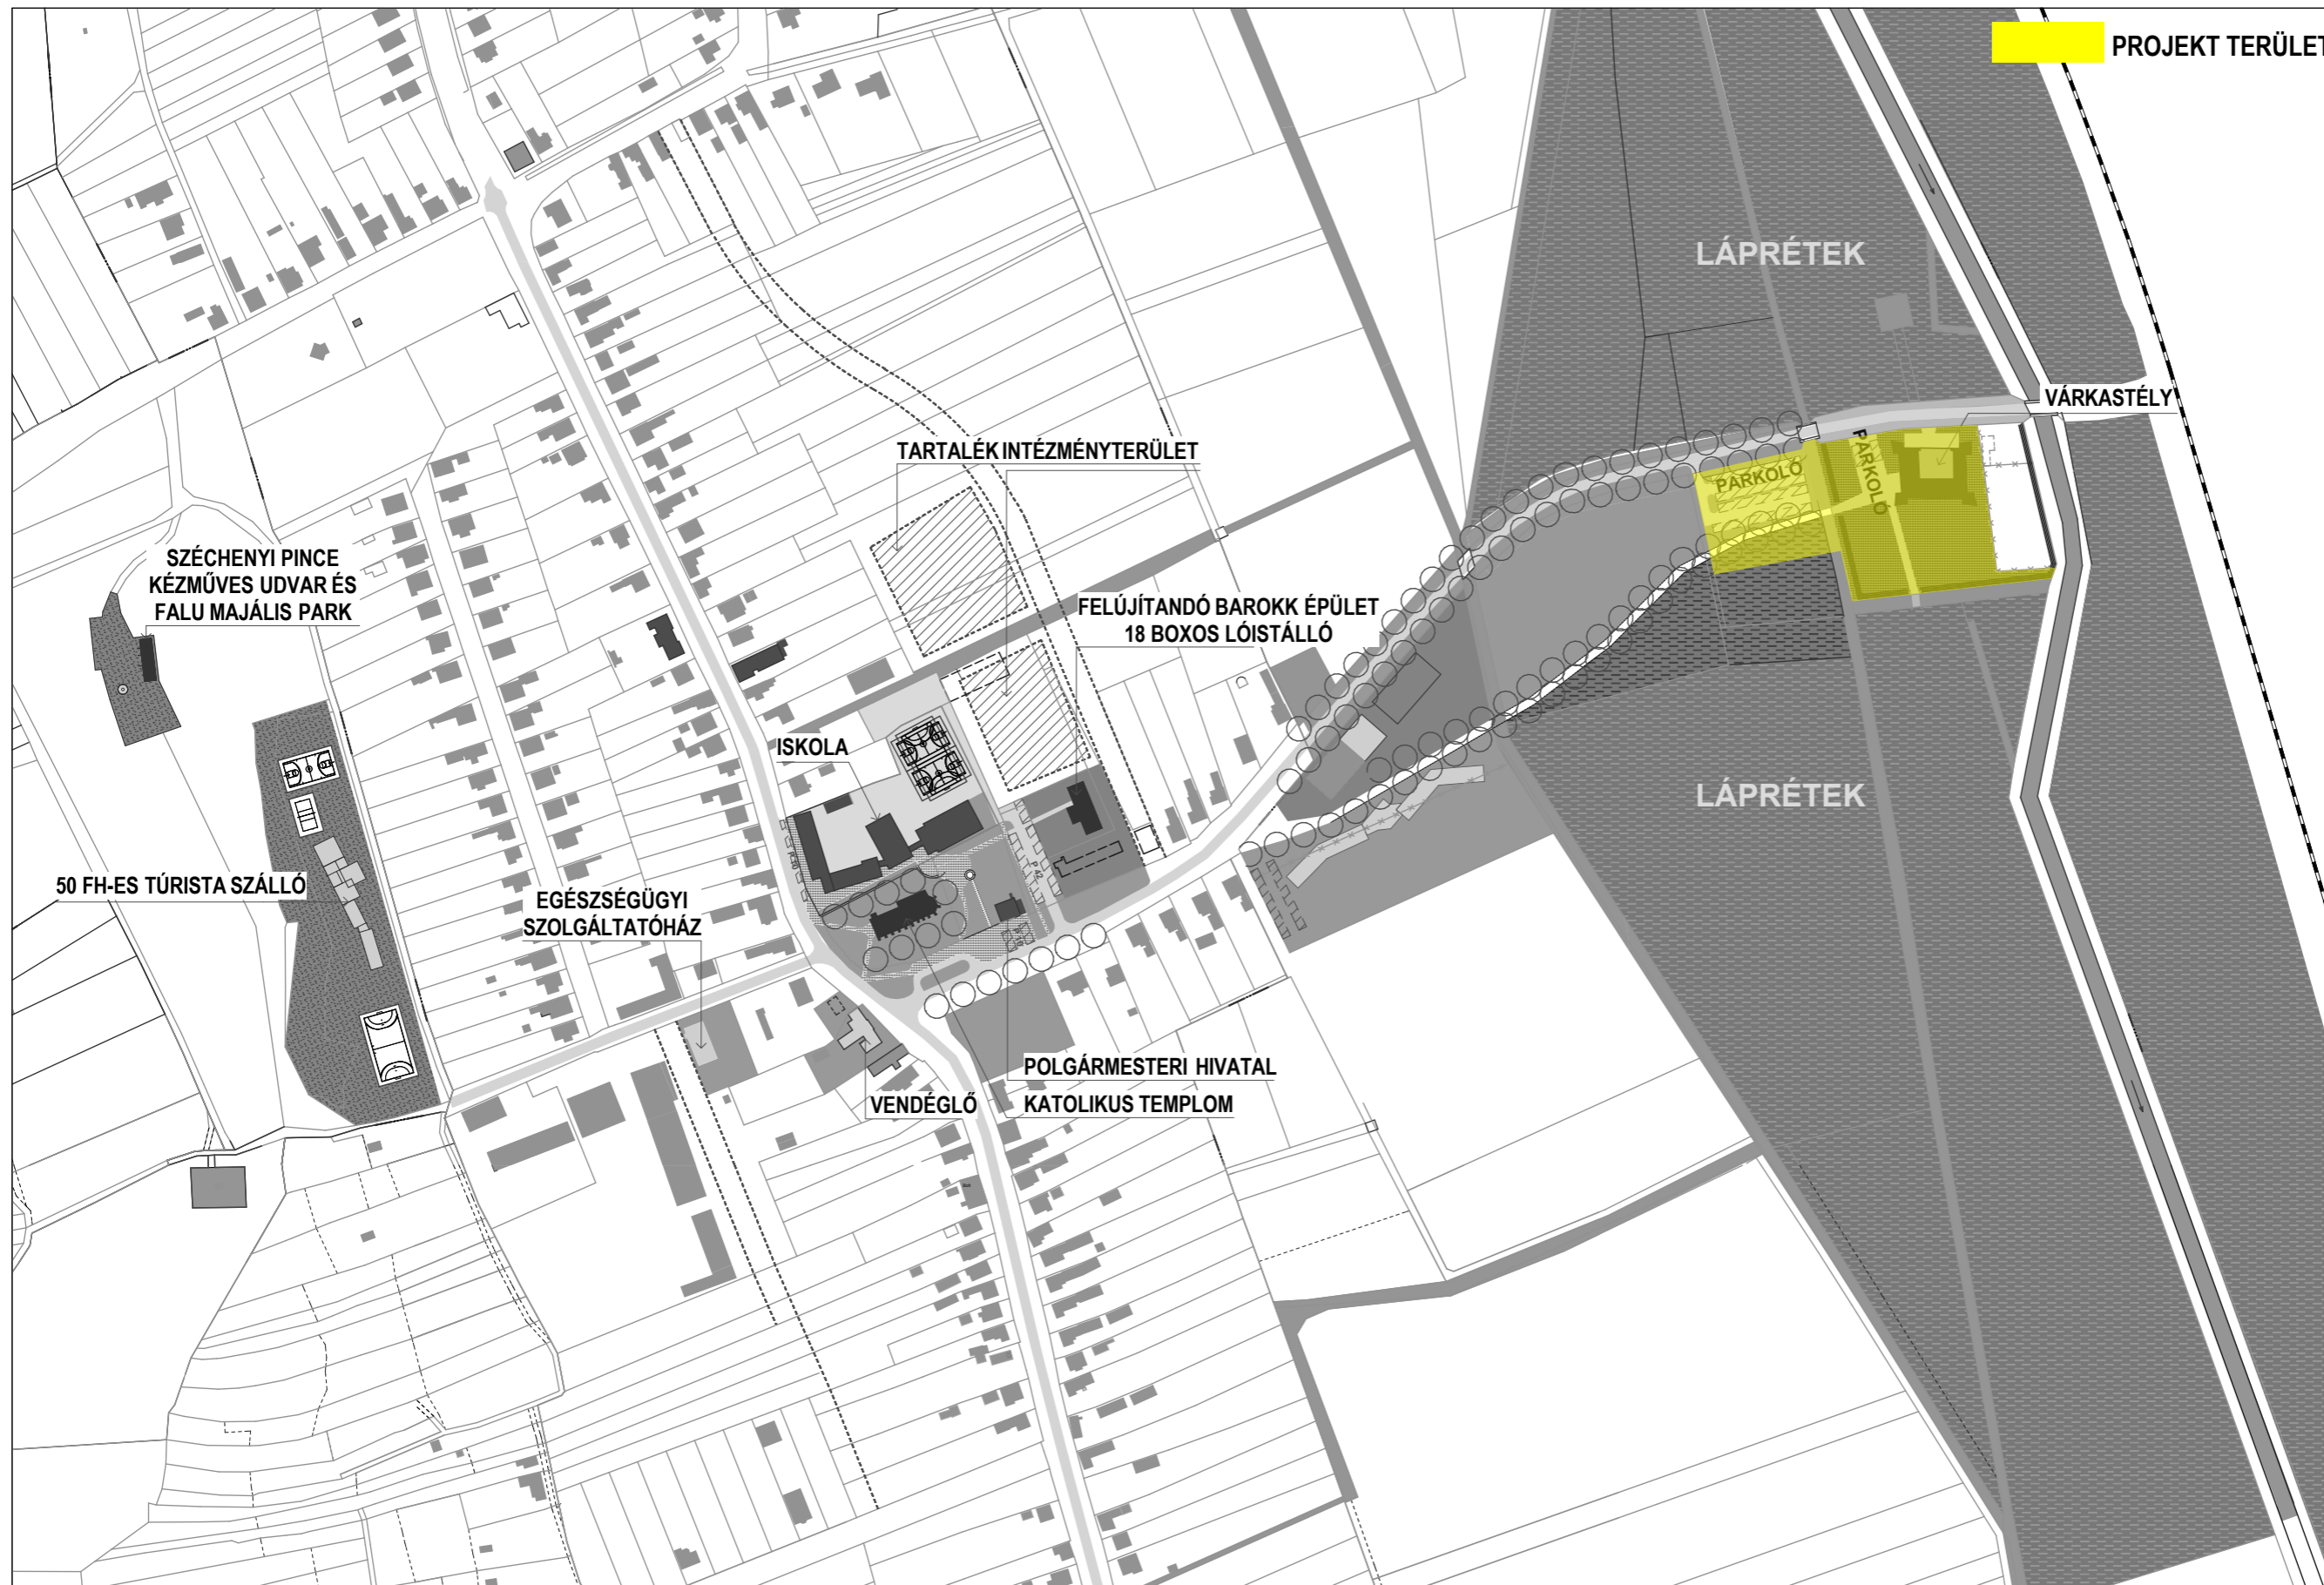 PROJEKT TERÜLET
LÁPRÉTEK
VÁRKASTÉLY
TARTALÉK INTÉZMÉNYTERÜLET
PARKOLÓ
PARKOLÓ
SZÉCHENYI PINCE
KÉZMŰVES UDVAR ÉS
FALU MAJÁLIS PARK
FELÚJÍTANDÓ BAROKK ÉPÜLET
18 BOXOS LÓISTÁLLÓ
ISKOLA
LÁPRÉTEK
P 42
50 FH-ES TÚRISTA SZÁLLÓ
EGÉSZSÉGÜGYI
SZOLGÁLTATÓHÁZ
POLGÁRMESTERI HIVATAL
VENDÉGLŐ
KATOLIKUS TEMPLOM